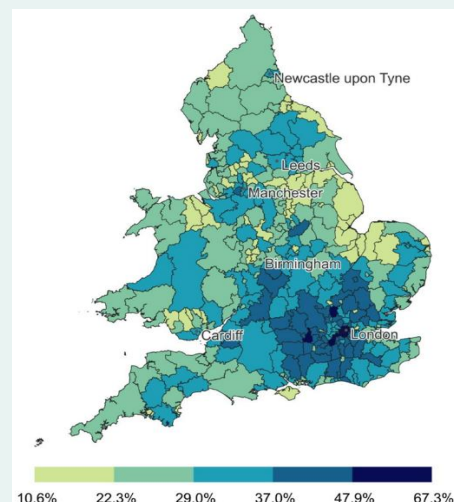 Newcastle upon Tyne
Leeds
Manchester
Birmingham
Cardiff
London
10.6% 22.3% 29.0% 37.0% 47.9% 67.3%